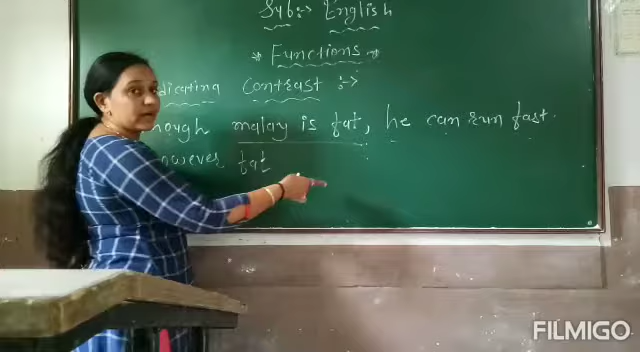 Sub:- English
* Functions *
dicating Contrast :-
hough malay is fat, he can run fast.
owever fat
FILMIGO